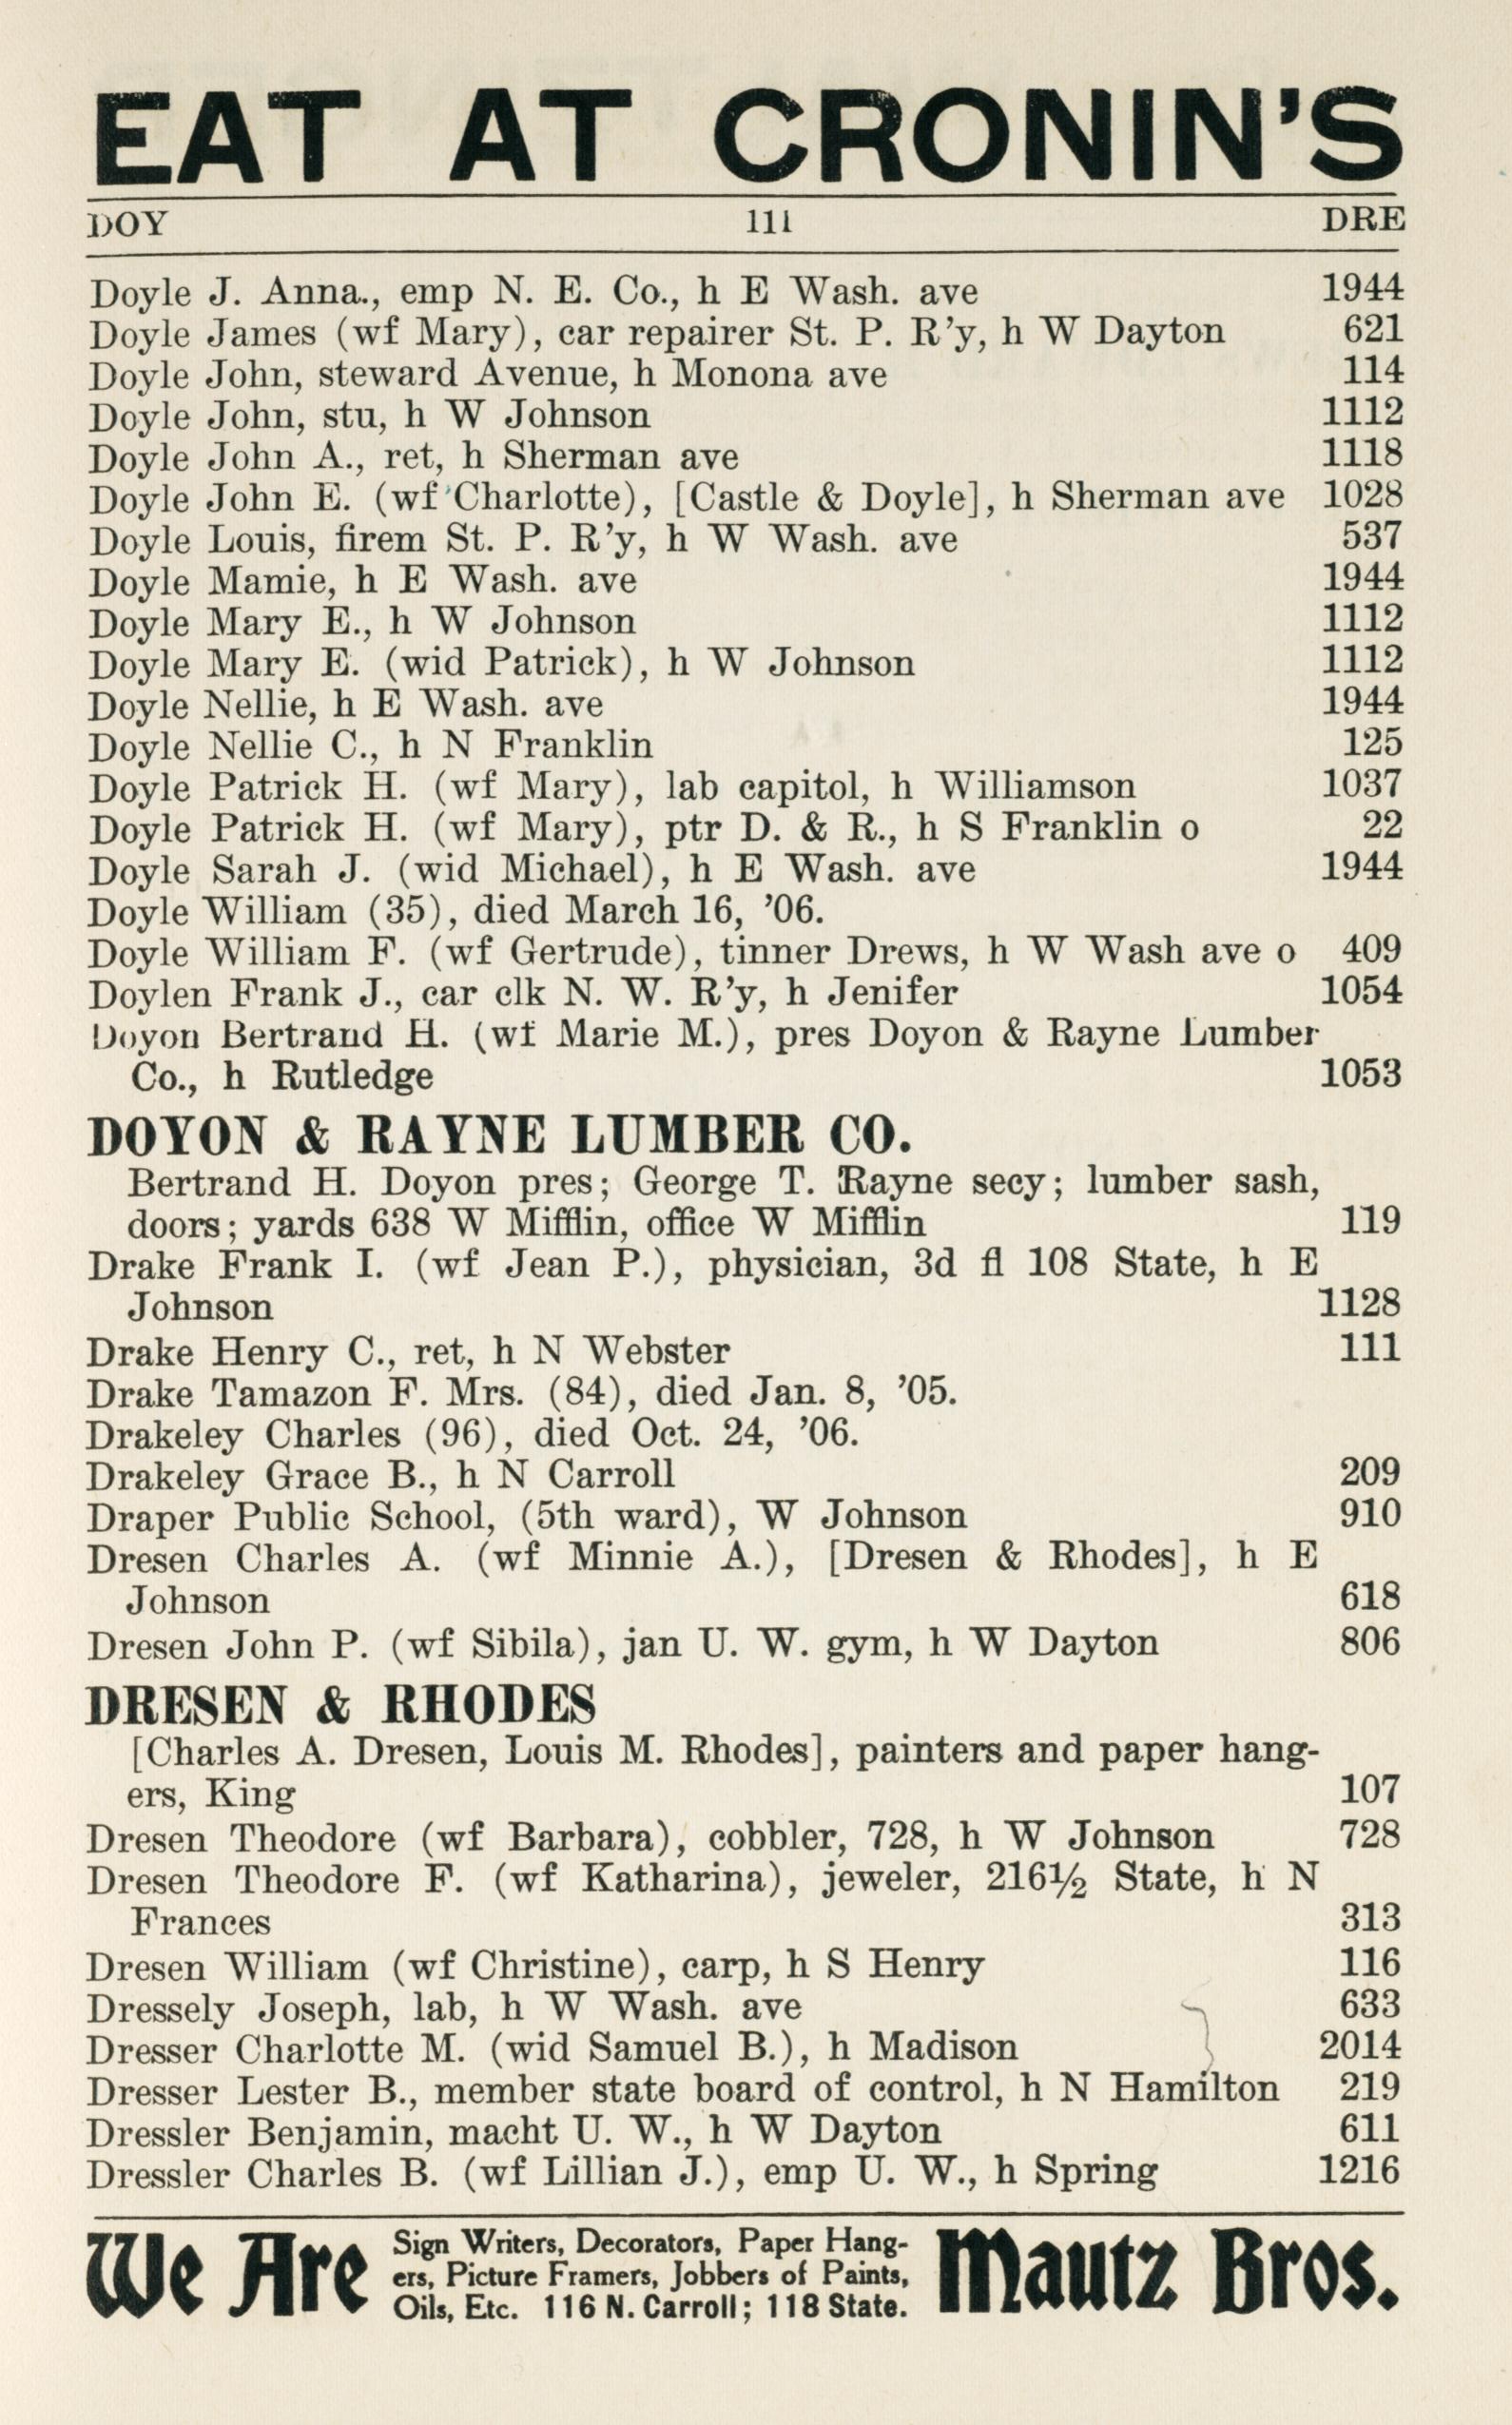 EAT AT CRONIN'S
DOY 111 DRE
Doyle J. Anna., emp N. E. Co., h E Wash. ave 1944
Doyle James (wf Mary), car repairer St. P. R'y, h W Dayton 621
Doyle John, steward Avenue, h Monona ave 114
Doyle John, stu, h W Johnson 1112
Doyle John A., ret, h Sherman ave 1118
Doyle John E. (wf Charlotte), [Castle & Doyle], h Sherman ave 1028
Doyle Louis, firem St. P. R'y, h W Wash. ave 537
Doyle Mamie, h E Wash. ave 1944
Doyle Mary E., h W Johnson 1112
Doyle Mary E. (wid Patrick), h W Johnson 1112
Doyle Nellie, h E Wash. ave 1944
Doyle Nellie C., h N Franklin 125
Doyle Patrick H. (wf Mary), lab capitol, h Williamson 1037
Doyle Patrick H. (wf Mary), ptr D. & R., h S Franklin o 22
Doyle Sarah J. (wid Michael), h E Wash. ave 1944
Doyle William (35), died March 16, '06.
Doyle William F. (wf Gertrude), tinner Drews, h W Wash ave o 409
Doylen Frank J., car clk N. W. R'y, h Jenifer 1054
Doyon Bertrand H. (wf Marie M.), pres Doyon & Rayne Lumber
Co., h Rutledge 1053
DOYON & RAYNE LUMBER CO.
Bertrand H. Doyon pres; George T. Rayne secy; lumber sash,
doors; yards 638 W Mifflin, office W Mifflin 119
Drake Frank I. (wf Jean P.), physician, 3d fl 108 State, h E
Johnson 1128
Drake Henry C., ret, h N Webster 111
Drake Tamazon F. Mrs. (84), died Jan. 8, '05.
Drakeley Charles (96), died Oct. 24, '06.
Drakeley Grace B., h N Carroll 209
Draper Public School, (5th ward), W Johnson 910
Dresen Charles A. (wf Minnie A.), [Dresen & Rhodes], h E
Johnson 618
Dresen John P. (wf Sibila), jan U. W. gym, h W Dayton 806
DRESEN & RHODES
[Charles A. Dresen, Louis M. Rhodes], painters and paper hang-
ers, King 107
Dresen Theodore (wf Barbara), cobbler, 728, h W Johnson 728
Dresen Theodore F. (wf Katharina), jeweler, 216½ State, h N
Frances 313
Dresen William (wf Christine), carp, h S Henry 116
Dressely Joseph, lab, h W Wash. ave 633
Dresser Charlotte M. (wid Samuel B.), h Madison 2014
Dresser Lester B., member state board of control, h N Hamilton 219
Dressler Benjamin, macht U. W., h W Dayton 611
Dressler Charles B. (wf Lillian J.), emp U. W., h Spring 1216
We Are
Sign Writers, Decorators, Paper Hang-
ers, Picture Framers, Jobbers of Paints,
Oils, Etc. 116 N. Carroll; 118 State.
Mautz Bros.